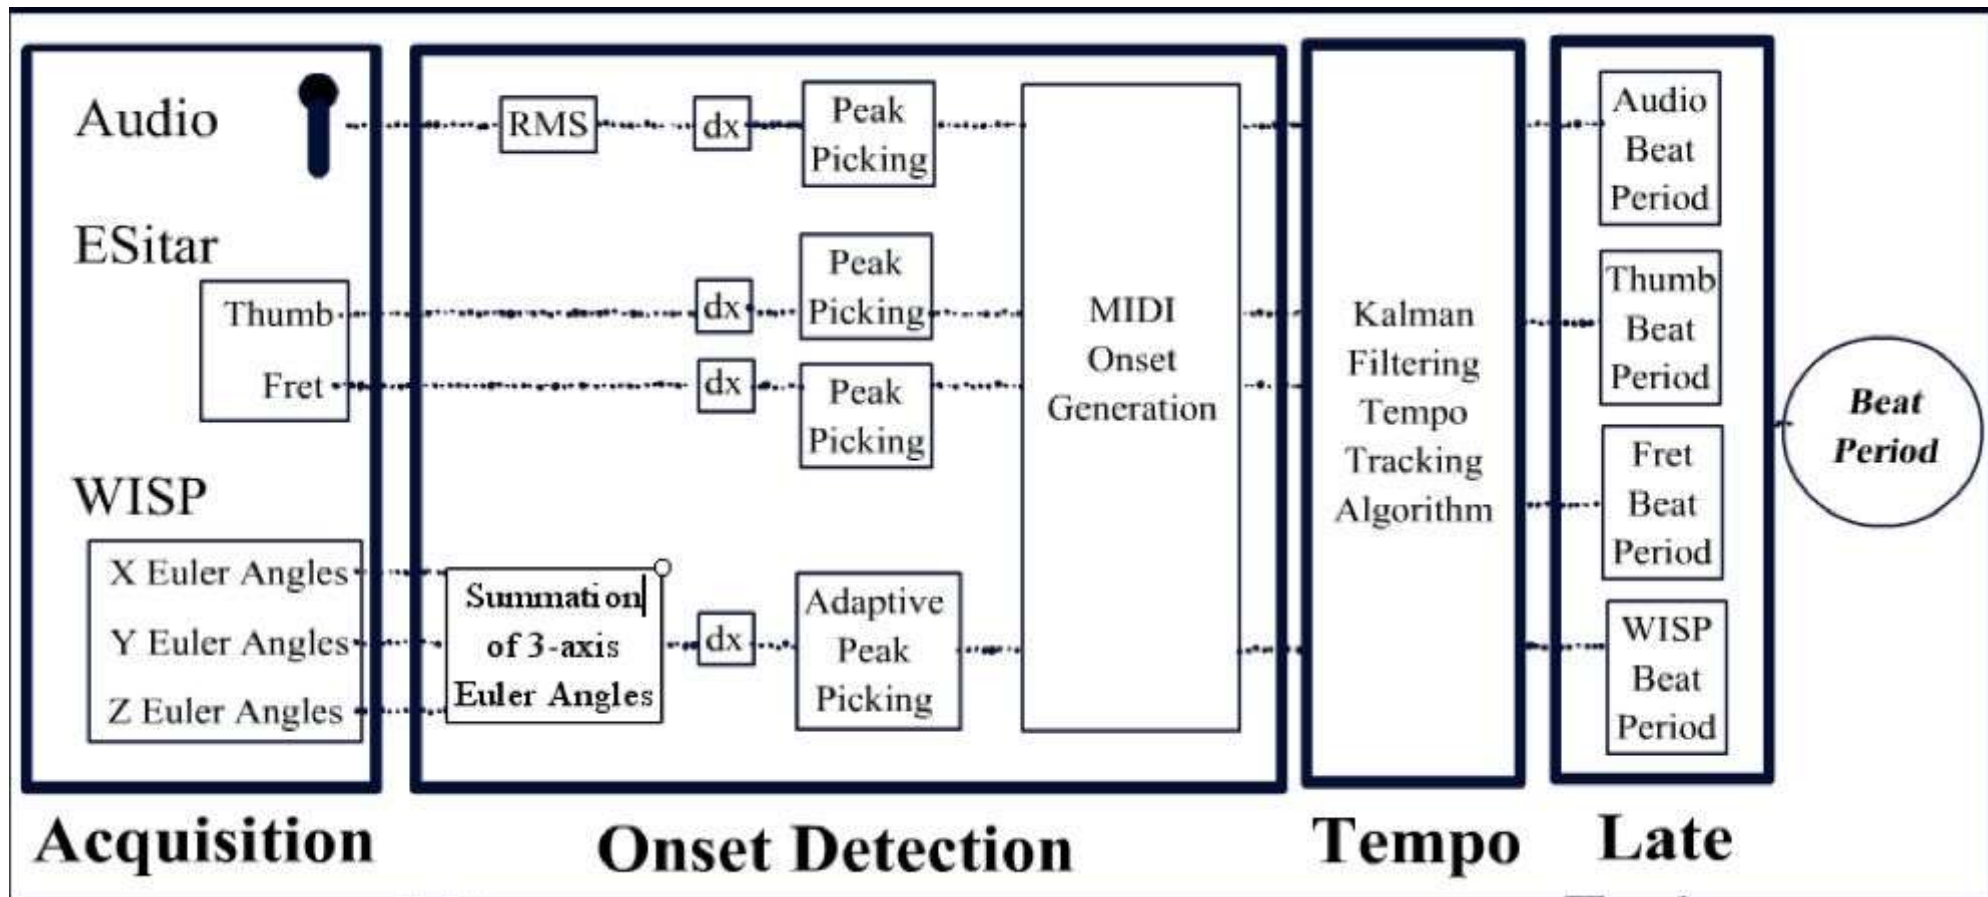 Audio
RMS
dx
Peak
Picking
ESitar
Thumb
dx
Peak
Picking
Fret
dx
Peak
Picking
WISP
X Euler Angles
Y Euler Angles
Z Euler Angles
Summation
of 3-axis
Euler Angles
dx
Adaptive
Peak
Picking
MIDI
Onset
Generation
Kalman
Filtering
Tempo
Tracking
Algorithm
Audio
Beat
Period
Thumb
Beat
Period
Fret
Beat
Period
WISP
Beat
Period
Beat
Period
Acquisition
Onset Detection
Tempo
Late